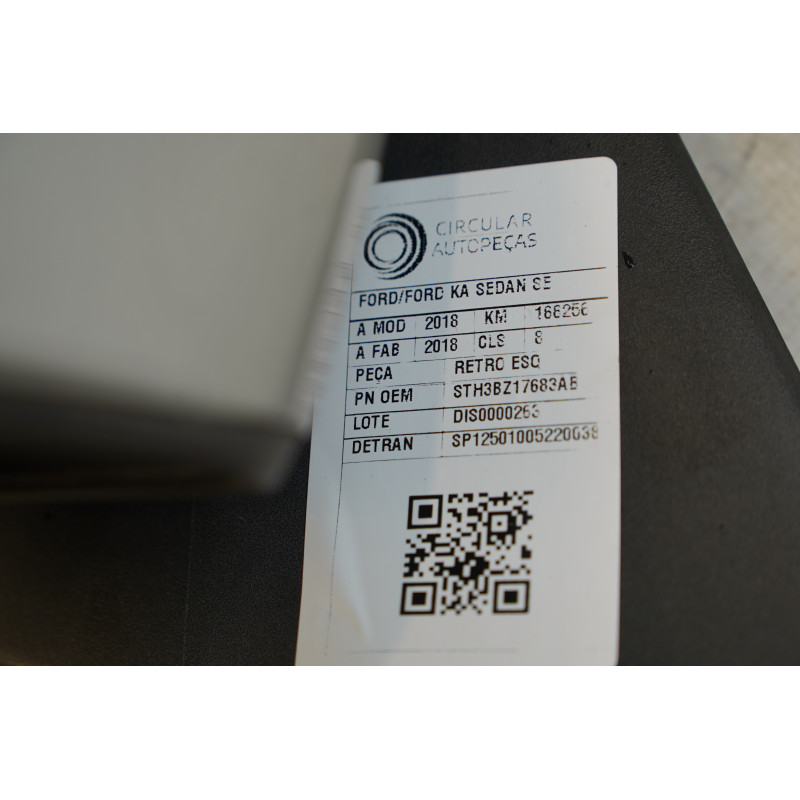 CIRCULAR
AUTOPEÇAS
FORD/FORD KA SEDAN SE
A MOD 2018 KM 166256
A FAB 2018 CLS 8
PEÇA RETRO ESQ
PN OEM STH3BZ17683AB
LOTE DIS0000263
DETRAN SP12501005220038